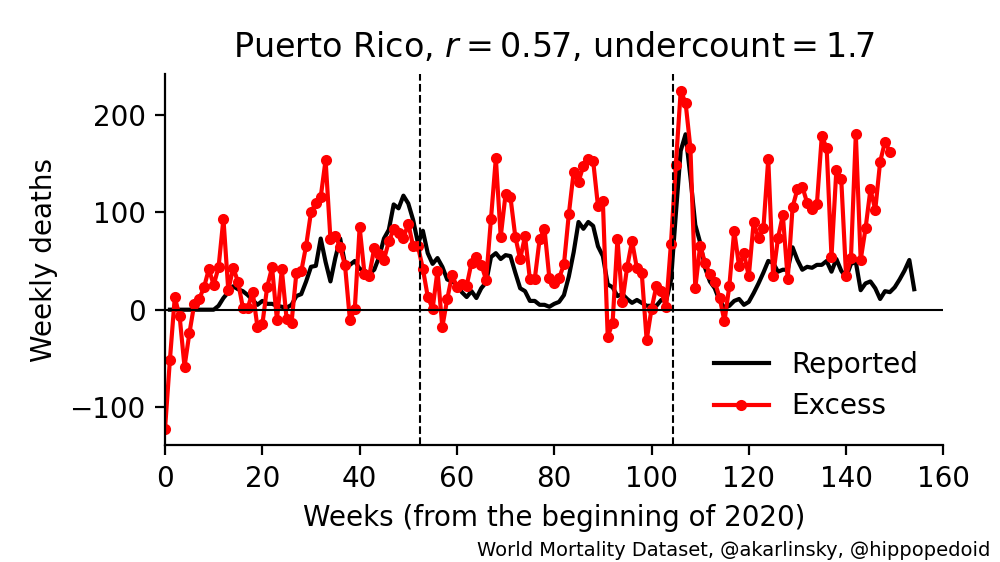 Puerto Rico, r = 0.57, undercount = 1.7
Weekly deaths
200
100
0
−100
Reported
Excess
0 20 40 60 80 100 120 140 160
Weeks (from the beginning of 2020)
World Mortality Dataset, @akarlinsky, @hippopedoid